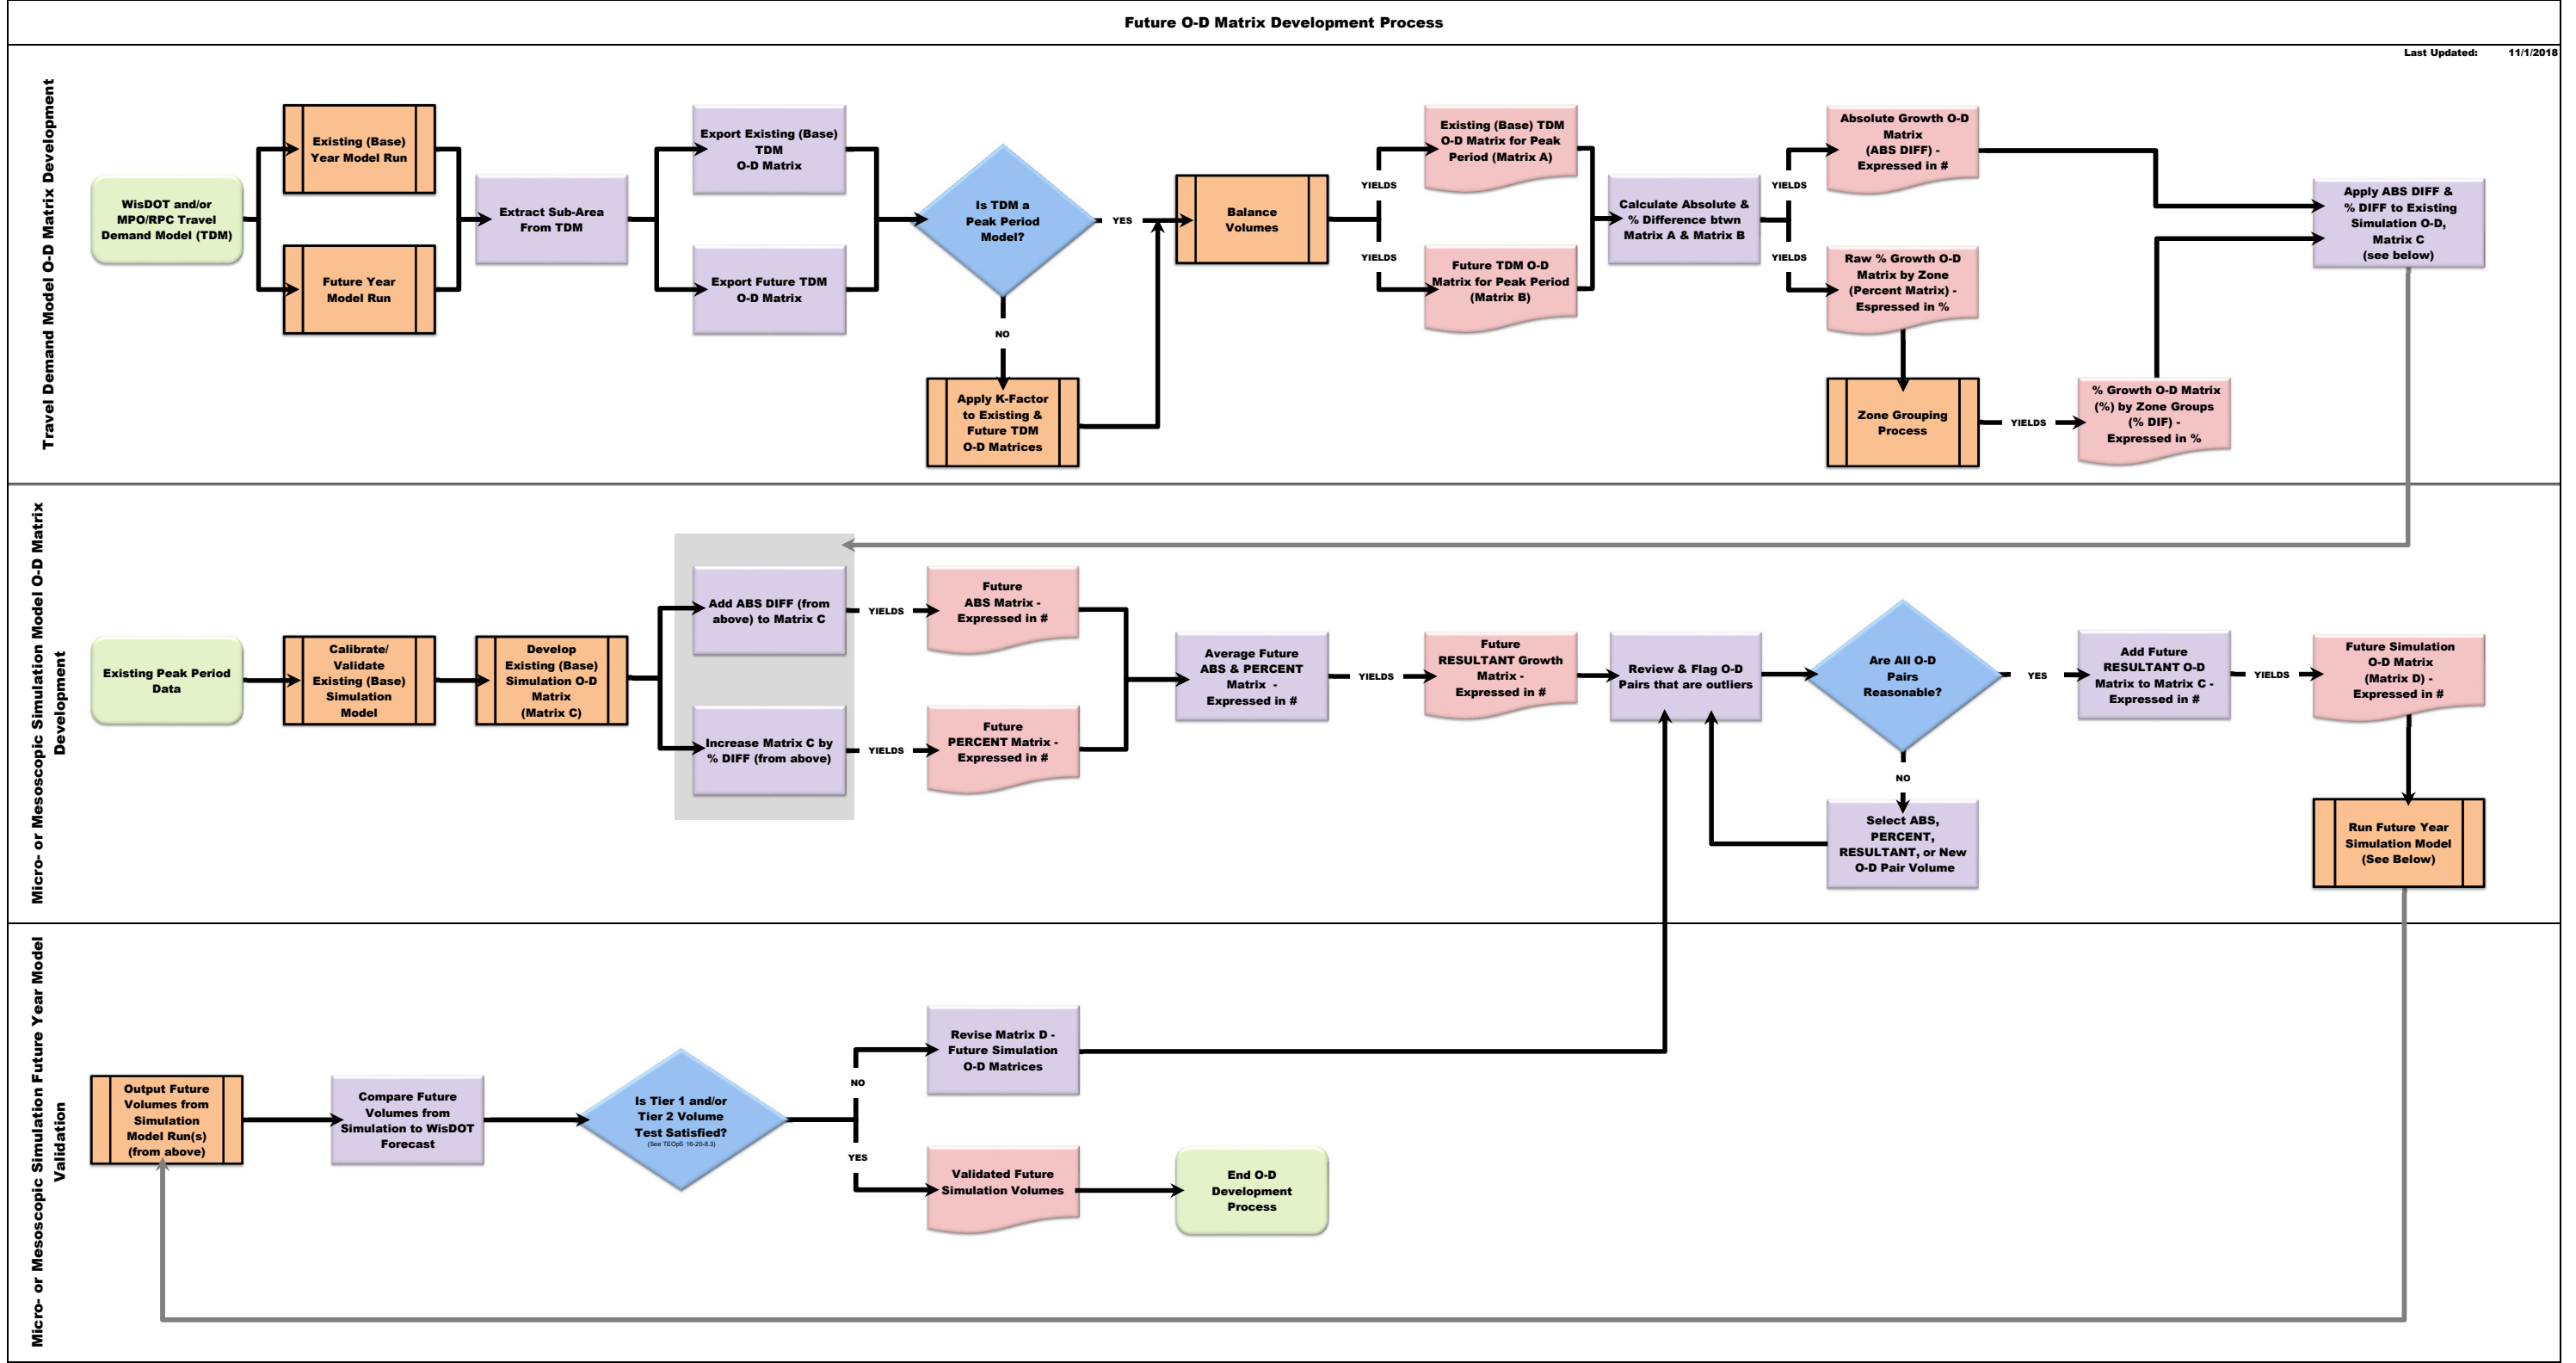 Future O-D Matrix Development Process
Last Updated: 11/1/2018
Travel Demand Model O-D Matrix Development
WisDOT and/or
MPO/RPC Travel
Demand Model (TDM)
Existing (Base)
Year Model Run
Future Year
Model Run
Extract Sub-Area
From TDM
Export Existing (Base)
TDM
O-D Matrix
Export Future TDM
O-D Matrix
Is TDM a
Peak Period
Model?
YES
NO
Apply K-Factor
to Existing &
Future TDM
O-D Matrices
Balance
Volumes
YIELDS
YIELDS
Existing (Base) TDM
O-D Matrix for Peak
Period (Matrix A)
Future TDM O-D
Matrix for Peak Period
(Matrix B)
Calculate Absolute &
% Difference btwn
Matrix A & Matrix B
YIELDS
YIELDS
Absolute Growth O-D
Matrix
(ABS DIFF) -
Expressed in #
Raw % Growth O-D
Matrix by Zone
(Percent Matrix) -
Espressed in %
Zone Grouping
Process
YIELDS
% Growth O-D Matrix
(%) by Zone Groups
(% DIF) -
Expressed in %
Apply ABS DIFF &
% DIFF to Existing
Simulation O-D,
Matrix C
(see below)
Micro- or Mesoscopic Simulation Model O-D Matrix
Development
Existing Peak Period
Data
Calibrate/
Validate
Existing (Base)
Simulation
Model
Develop
Existing (Base)
Simulation O-D
Matrix
(Matrix C)
Add ABS DIFF (from
above) to Matrix C
Increase Matrix C by
% DIFF (from above)
YIELDS
YIELDS
Future
ABS Matrix -
Expressed in #
Future
PERCENT Matrix -
Expressed in #
Average Future
ABS & PERCENT
Matrix -
Expressed in #
YIELDS
Future
RESULTANT Growth
Matrix -
Expressed in #
Review & Flag O-D
Pairs that are outliers
Are All O-D
Pairs
Reasonable?
YES
NO
Select ABS,
PERCENT,
RESULTANT, or New
O-D Pair Volume
Add Future
RESULTANT O-D
Matrix to Matrix C -
Expressed in #
YIELDS
Future Simulation
O-D Matrix
(Matrix D) -
Expressed in #
Run Future Year
Simulation Model
(See Below)
Micro- or Mesoscopic Simulation Future Year Model
Validation
Output Future
Volumes from
Simulation
Model Run(s)
(from above)
Compare Future
Volumes from
Simulation to WisDOT
Forecast
Is Tier 1 and/or
Tier 2 Volume
Test Satisfied?
(See TEOpS 16-20-8.3)
NO
YES
Revise Matrix D -
Future Simulation
O-D Matrices
Validated Future
Simulation Volumes
End O-D
Development
Process